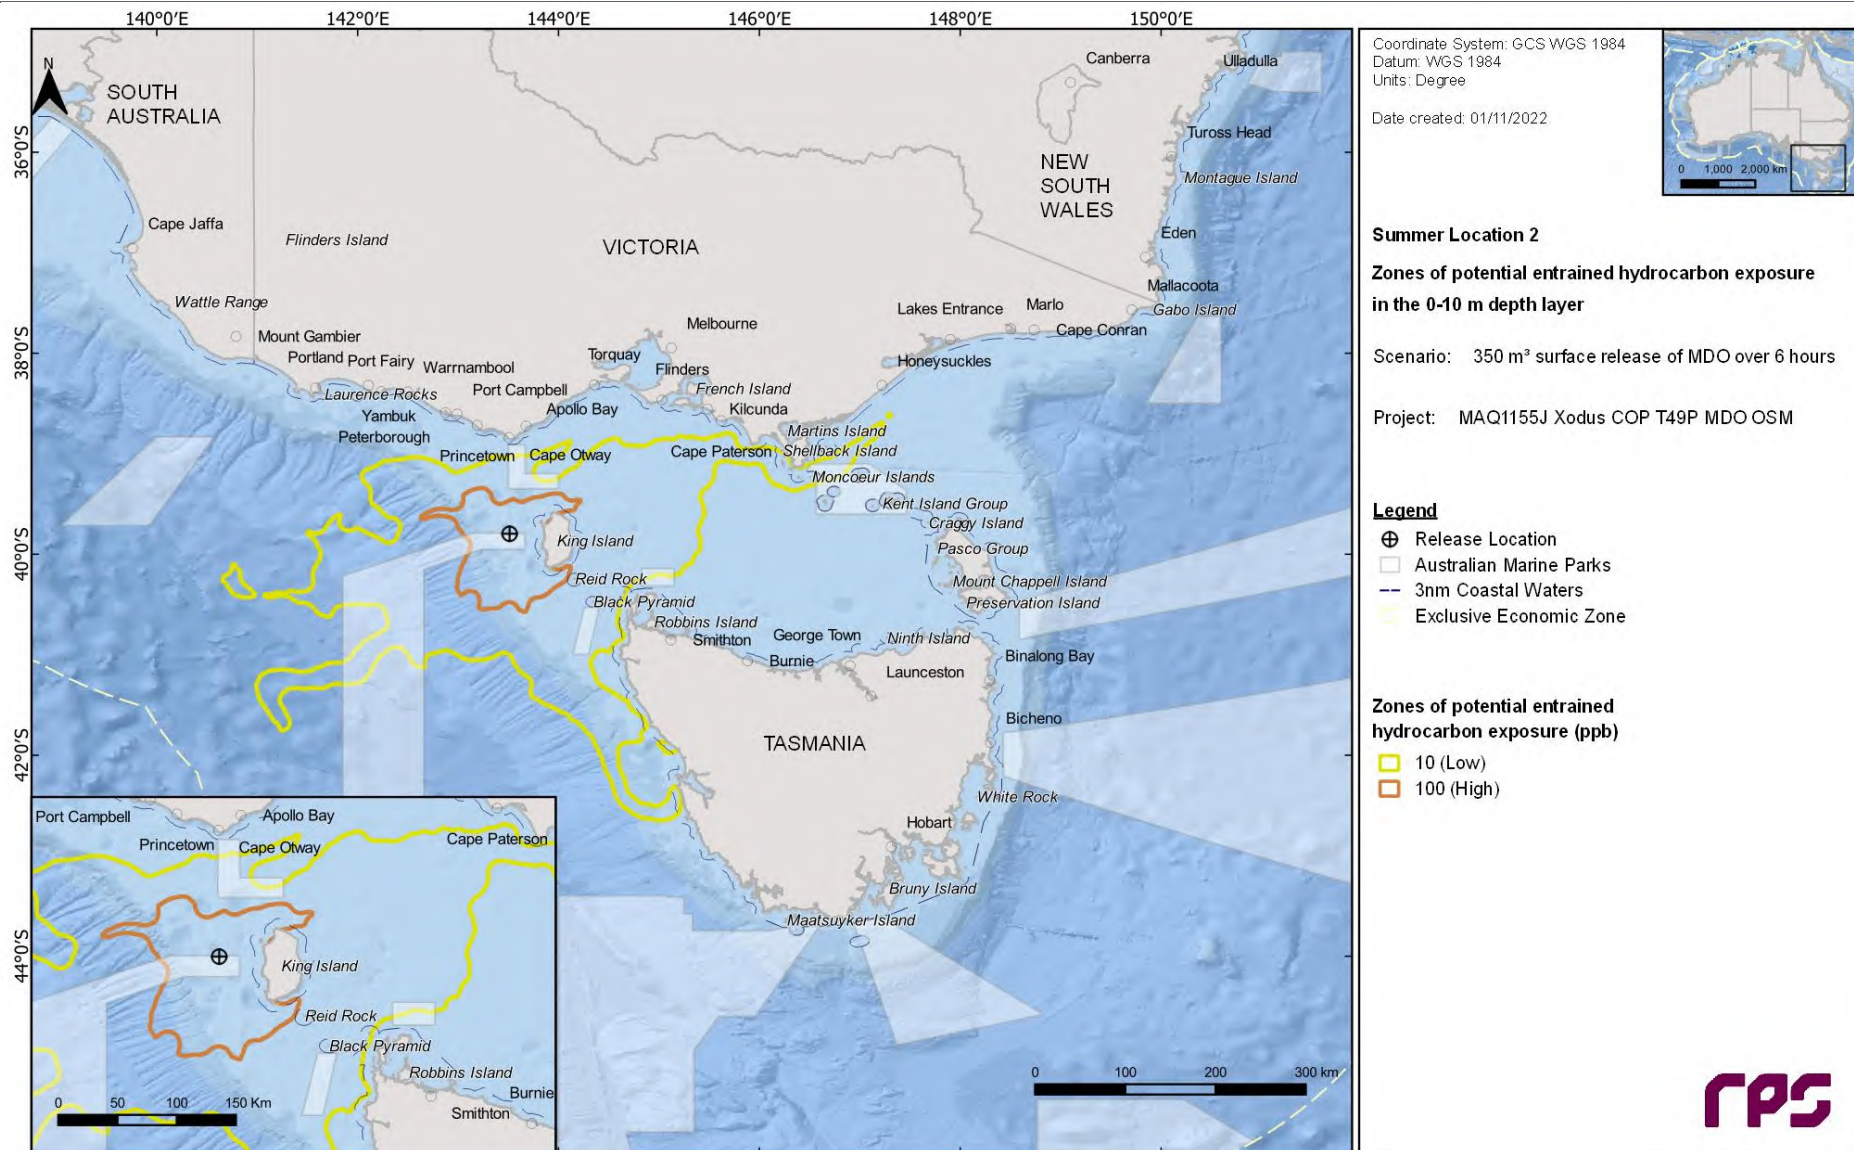 140°0'E
142°0'E
144°0'E
146°0'E
148°0'E
150°0'E
36°0'S
38°0'S
40°0'S
42°0'S
44°0'S
N
SOUTH
AUSTRALIA
Canberra
Ulladulla
Tuross Head
NEW
SOUTH
WALES
Montague Island
Cape Jaffa
Flinders Island
VICTORIA
Eden
Wattle Range
Mallacoota
Gabo Island
Lakes Entrance
Marlo
Cape Conran
Melbourne
Mount Gambier
Portland
Port Fairy
Warrnambool
Torquay
Flinders
Honeysuckles
Laurence Rocks
Port Campbell
French Island
Yambuk
Apollo Bay
Kilcunda
Peterborough
Martins Island
Princetown
Cape Otway
Cape Paterson
Shellback Island
Moncoeur Islands
Kent Island Group
Craggy Island
King Island
Pasco Group
Reid Rock
Mount Chappell Island
Black Pyramid
Preservation Island
Robbins Island
Smithton
George Town
Ninth Island
Burnie
Binalong Bay
Launceston
Bicheno
TASMANIA
White Rock
Hobart
Bruny Island
Maatsuyker Island
0 100 200 300 km
Port Campbell
Apollo Bay
Princetown
Cape Otway
Cape Paterson
King Island
Reid Rock
Black Pyramid
Robbins Island
Burnie
Smithton
0 50 100 150 Km
Coordinate System: GCS WGS 1984
Datum: WGS 1984
Units: Degree
Date created: 01/11/2022
0 1,000 2,000 km
Summer Location 2
Zones of potential entrained hydrocarbon exposure
in the 0-10 m depth layer
Scenario: 350 m³ surface release of MDO over 6 hours
Project: MAQ1155J Xodus COP T49P MDO OSM
Legend
Release Location
Australian Marine Parks
3nm Coastal Waters
Exclusive Economic Zone
Zones of potential entrained
hydrocarbon exposure (ppb)
10 (Low)
100 (High)
rps